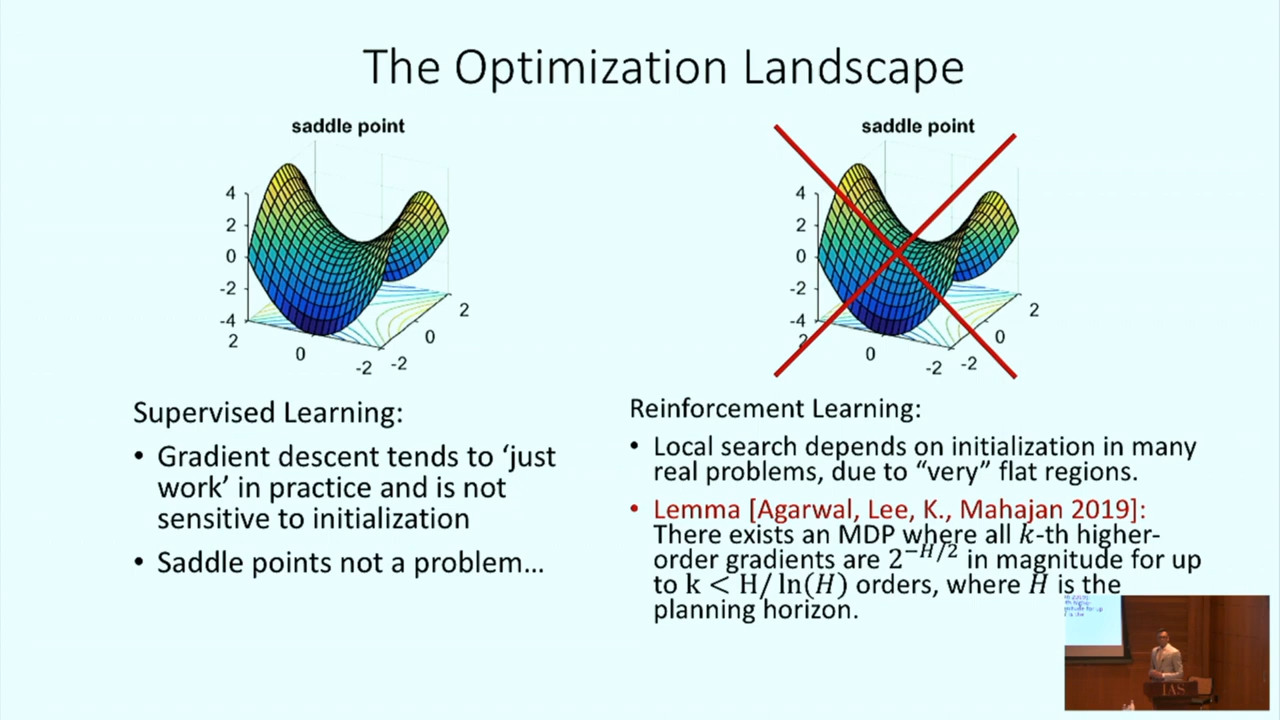 The Optimization Landscape
saddle point
4
2
0
-2
-4
2
0
-2
-2
0
2
saddle point
4
2
0
-2
-4
2
0
-2
-2
0
2
Supervised Learning:
• Gradient descent tends to ‘just
work’ in practice and is not
sensitive to initialization
• Saddle points not a problem…
Reinforcement Learning:
• Local search depends on initialization in many
real problems, due to “very” flat regions.
• Lemma [Agarwal, Lee, K., Mahajan 2019]:
There exists an MDP where all k-th higher-
order gradients are 2^{−H/2} in magnitude for up
to k < H/ ln(H) orders, where H is the
planning horizon.
IAS